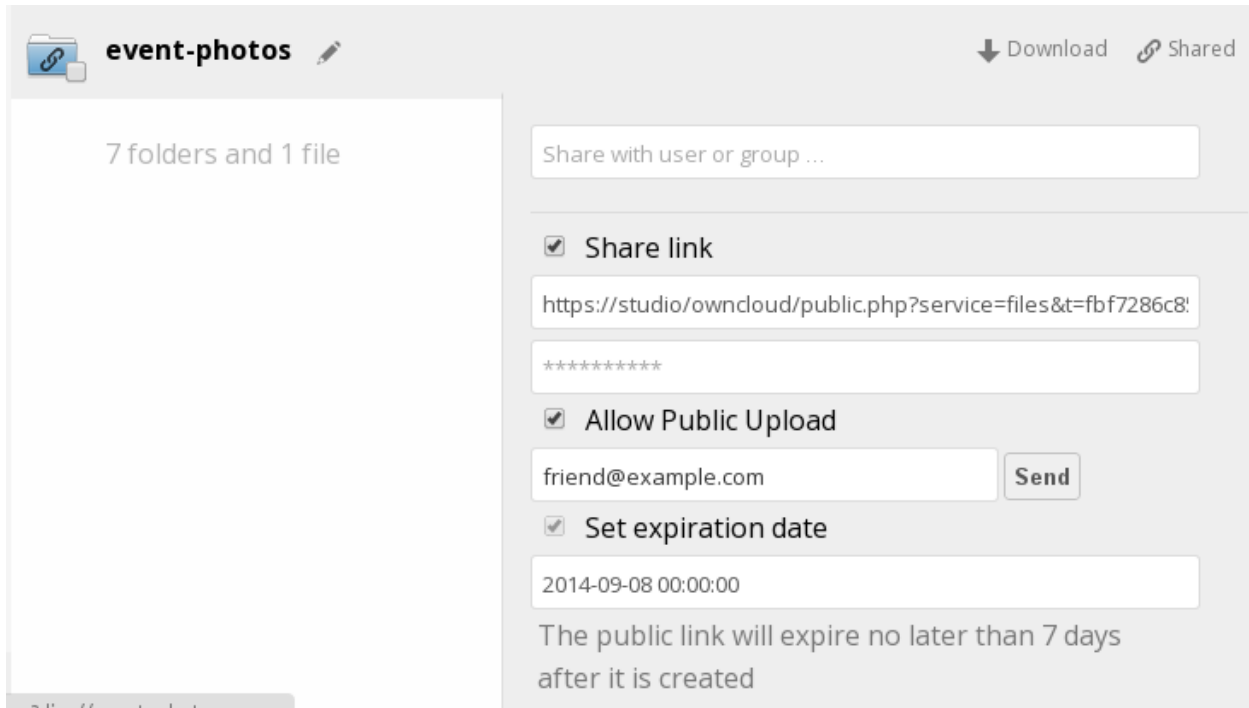 event-photos
Download
Shared
7 folders and 1 file
Share with user or group ...
Share link
https://studio/owncloud/public.php?service=files&t=fbf7286c8
**********
Allow Public Upload
friend@example.com
Send
Set expiration date
2014-09-08 00:00:00
The public link will expire no later than 7 days
after it is created